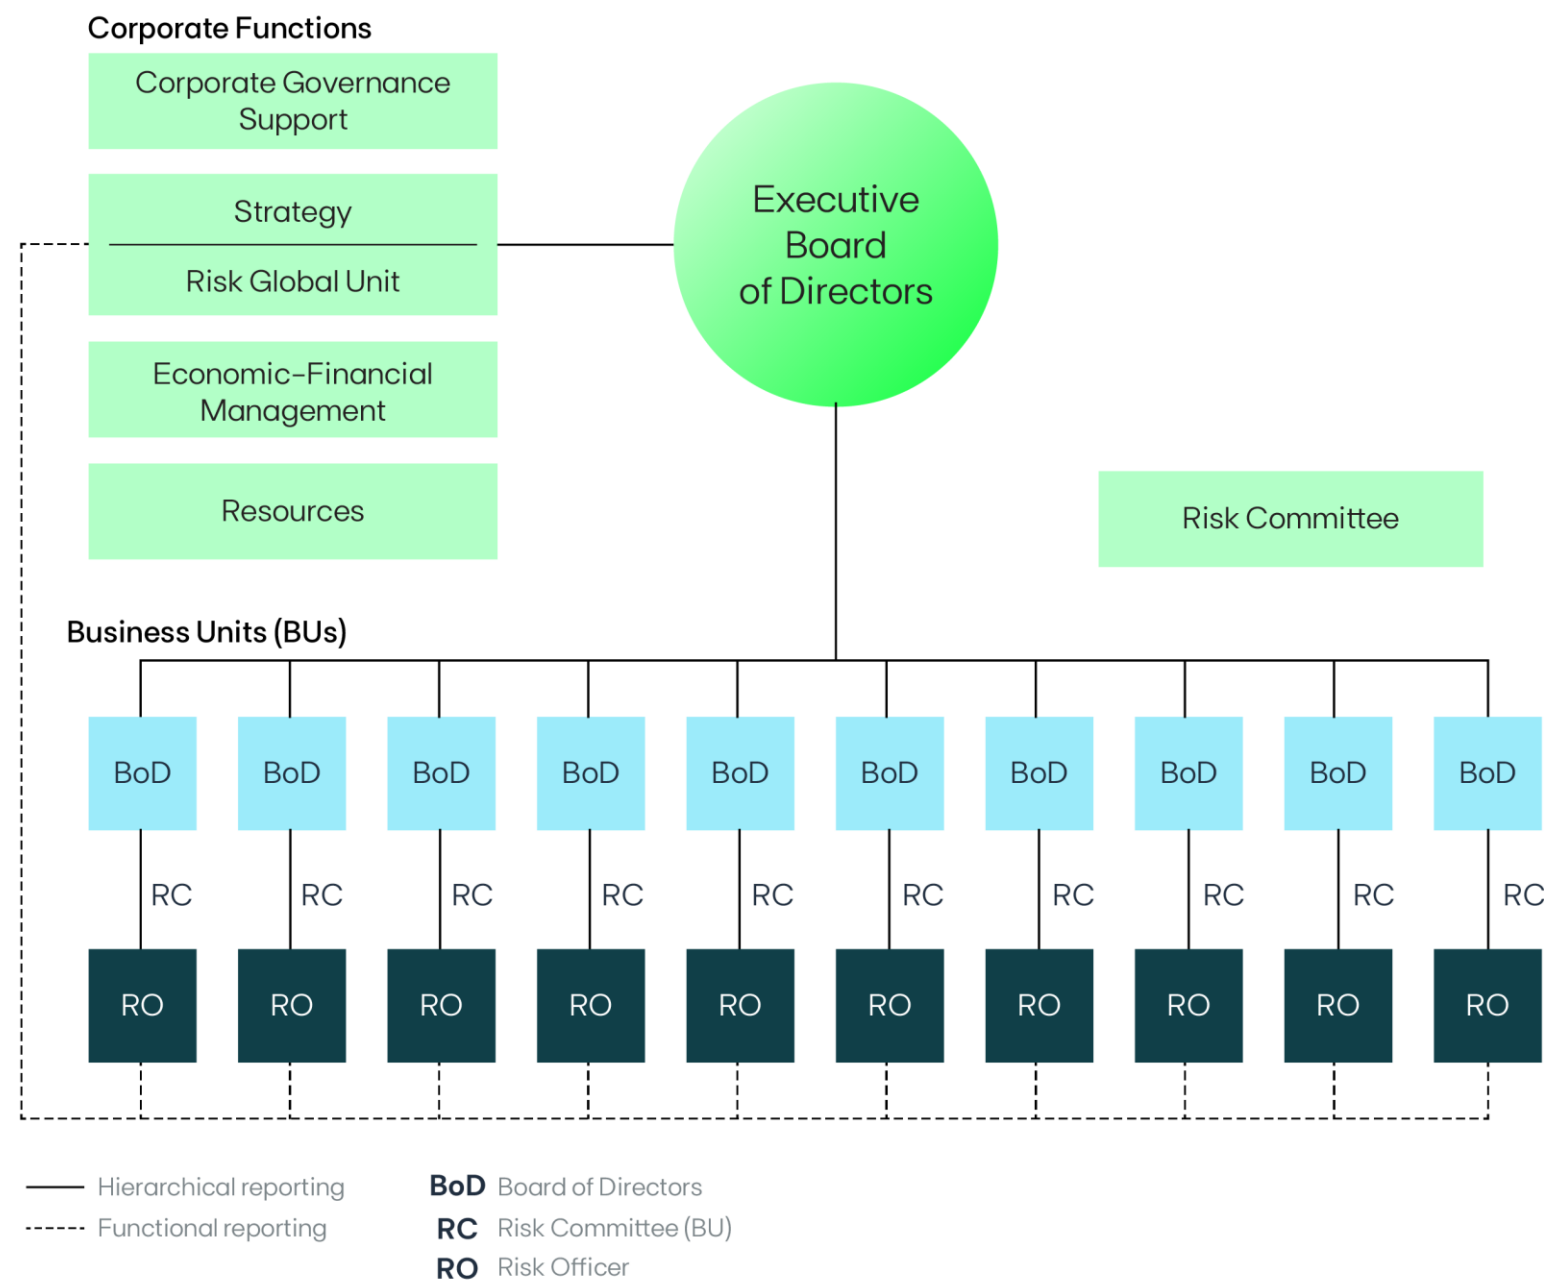 Corporate Functions
Corporate Governance
Support
Strategy
Risk Global Unit
Economic-Financial
Management
Resources
Executive
Board
of Directors
Risk Committee
Business Units (BUs)
BoD BoD BoD BoD BoD BoD BoD BoD BoD BoD
RC RC RC RC RC RC RC RC RC RC
RO RO RO RO RO RO RO RO RO RO
Hierarchical reporting
Functional reporting
BoD Board of Directors
RC Risk Committee (BU)
RO Risk Officer